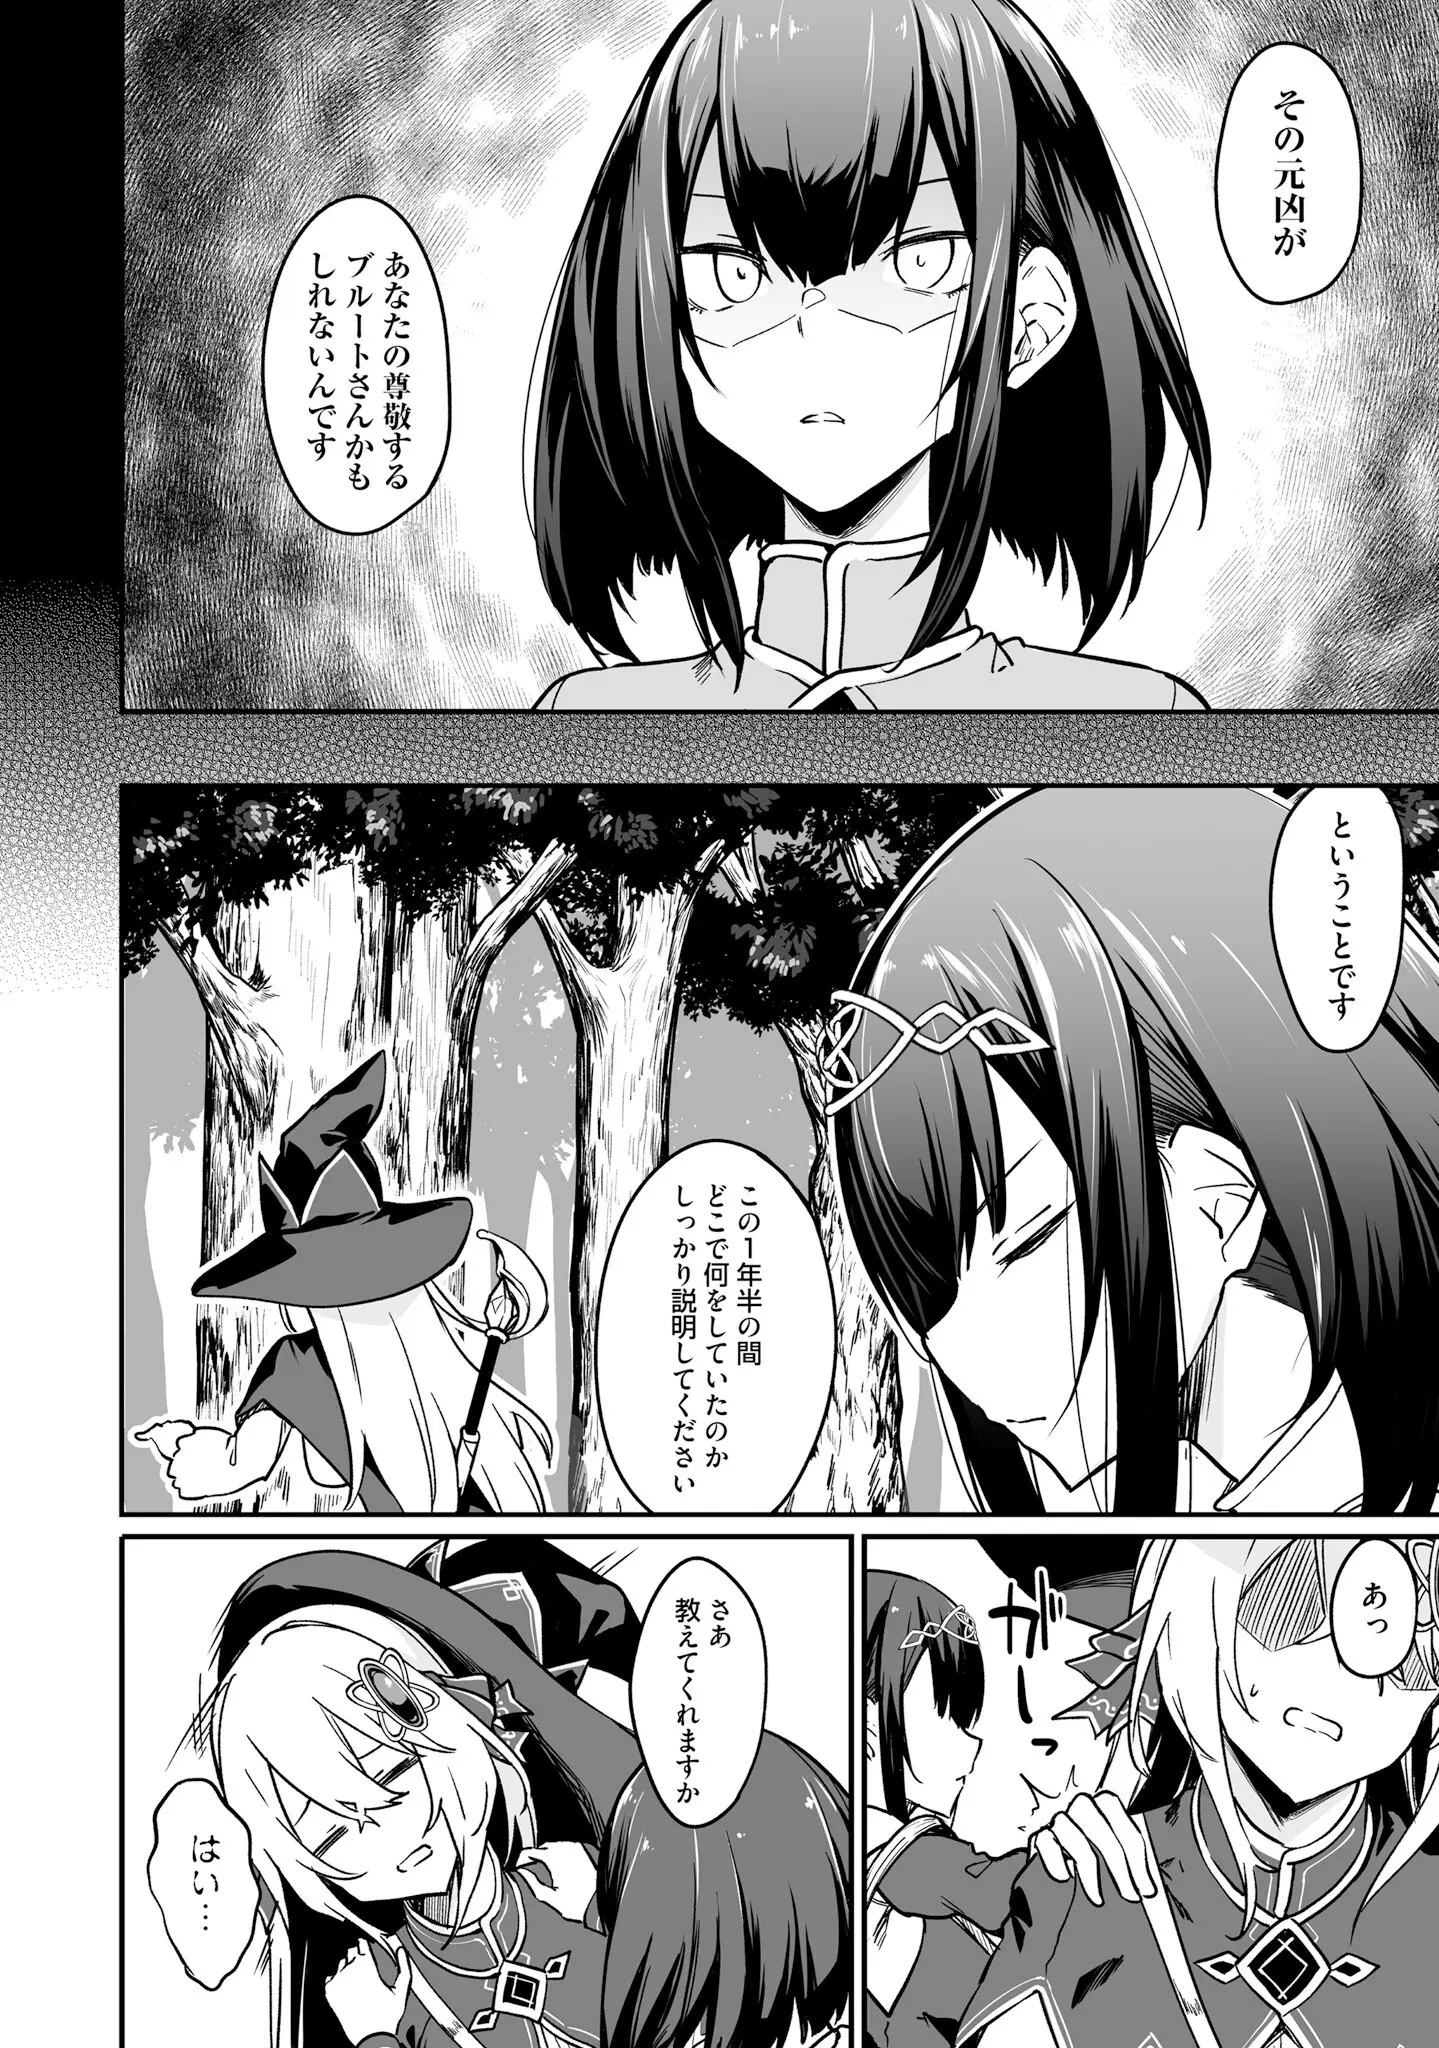 その元凶が
あなたの尊敬する
ブルートさんかも
しれないんです
ということです
この1年半の間
どこで何をしていたのか
しっかり説明してください
あっ
ガーーっ
さあ
教えてくれますか
はい…